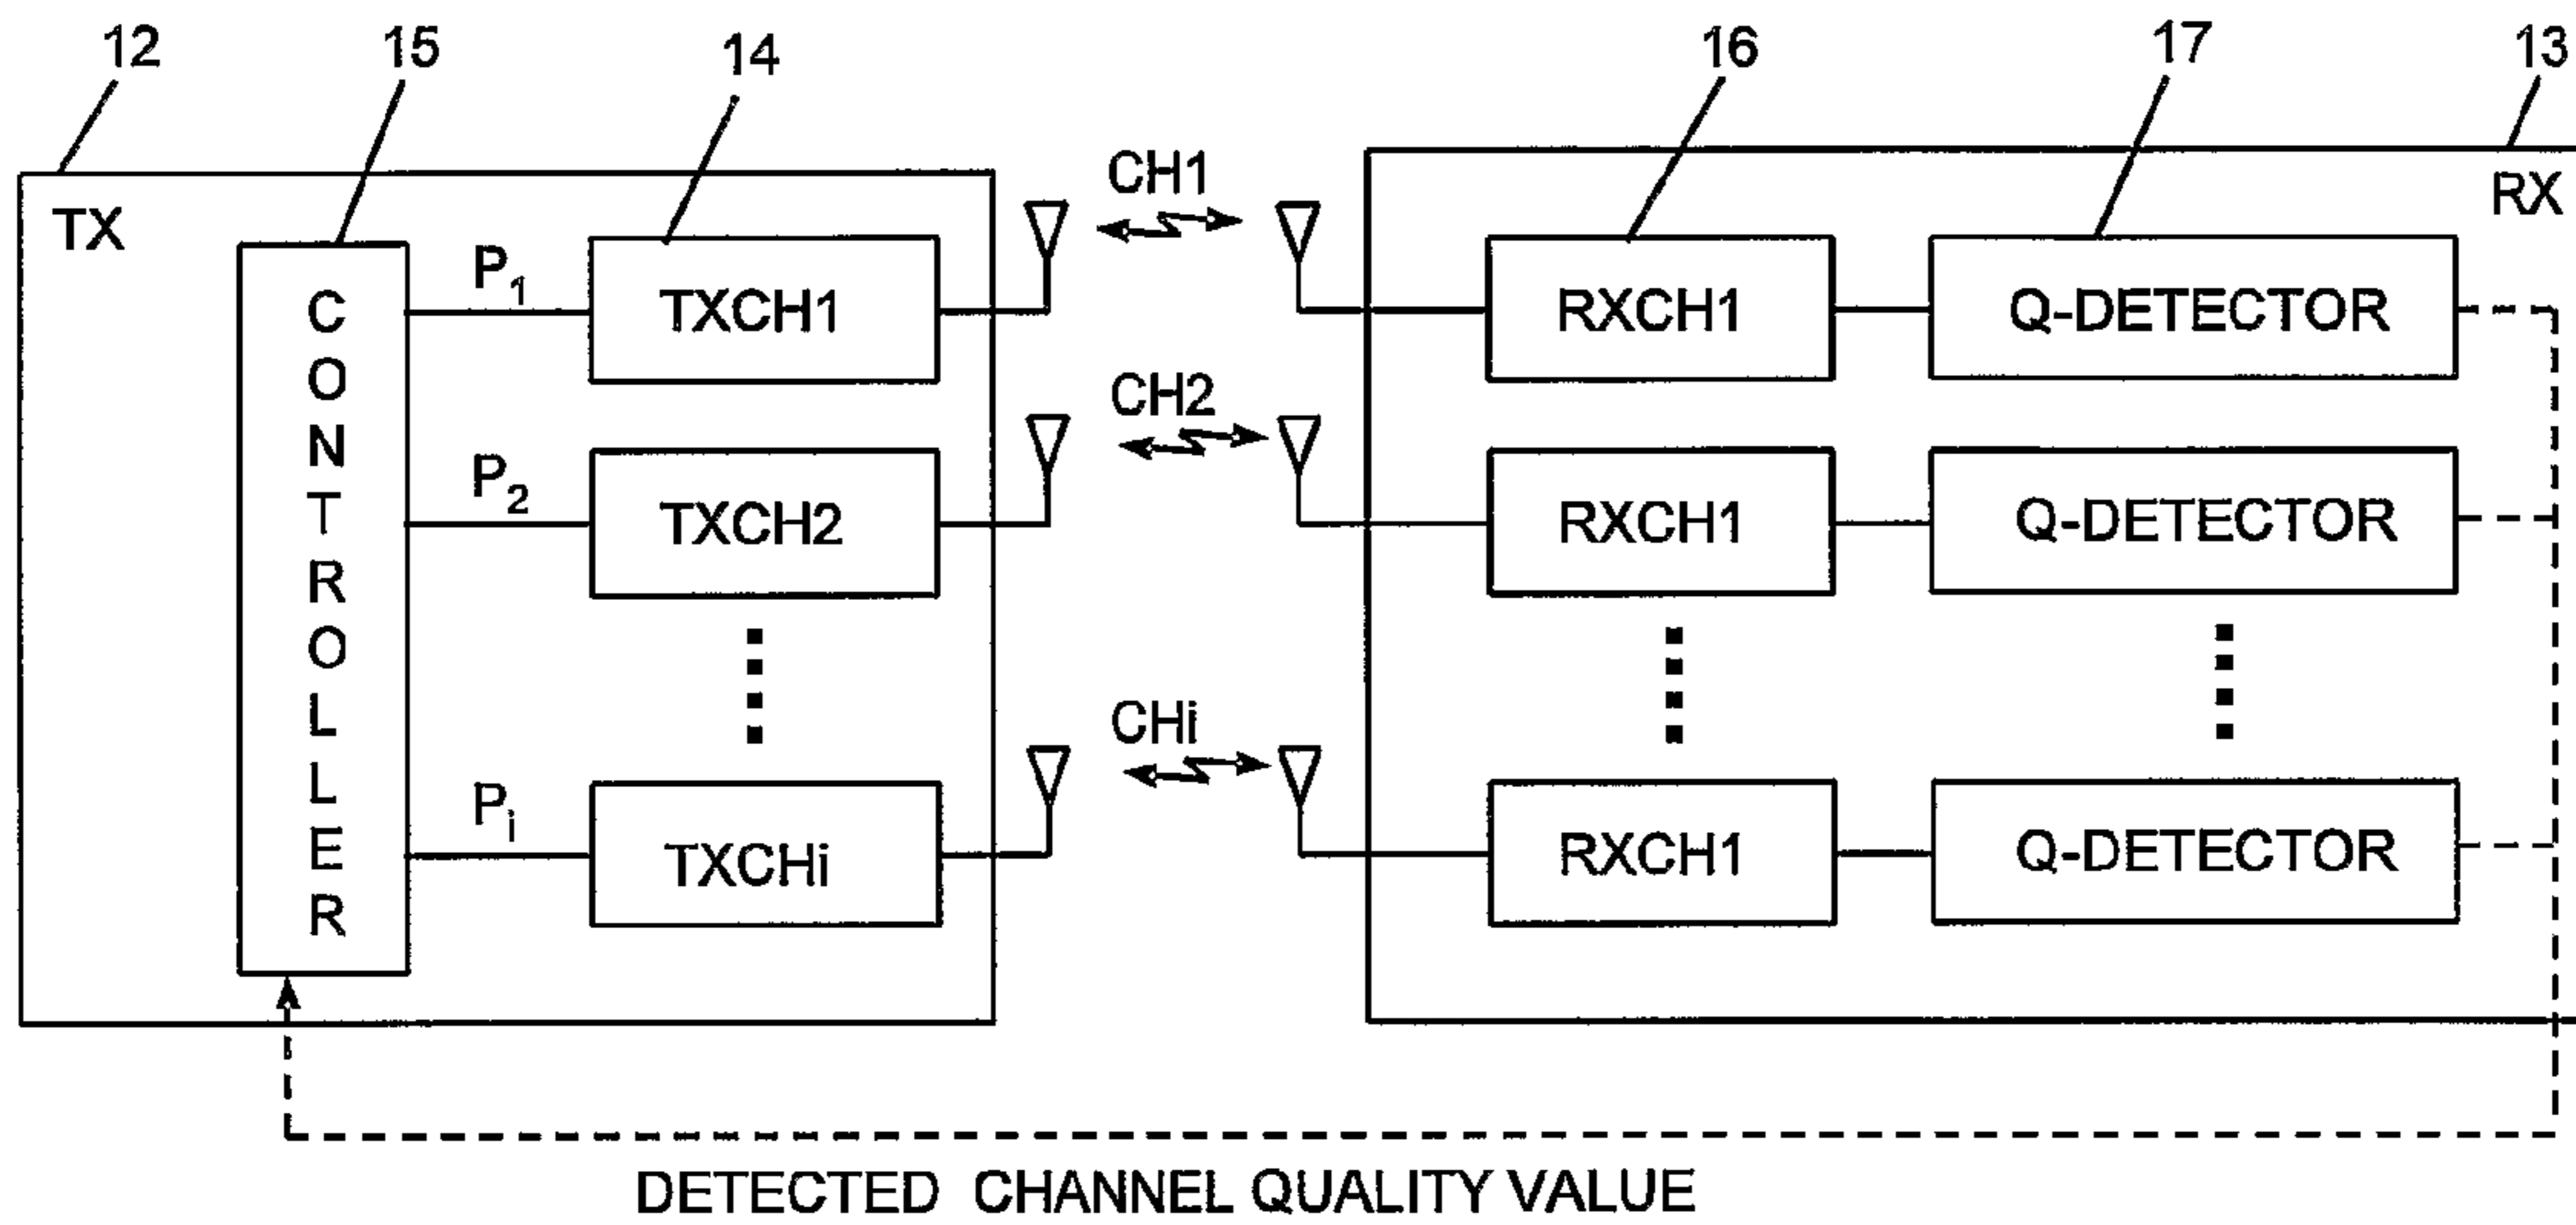 12 15 14 16 17 13
TX CH1 RX
CONTROLLER
P1 TXCH1 RXCH1 Q-DETECTOR
CH2
P2 TXCH2 RXCH1 Q-DETECTOR
CHi
Pi TXCHi RXCH1 Q-DETECTOR
DETECTED CHANNEL QUALITY VALUE